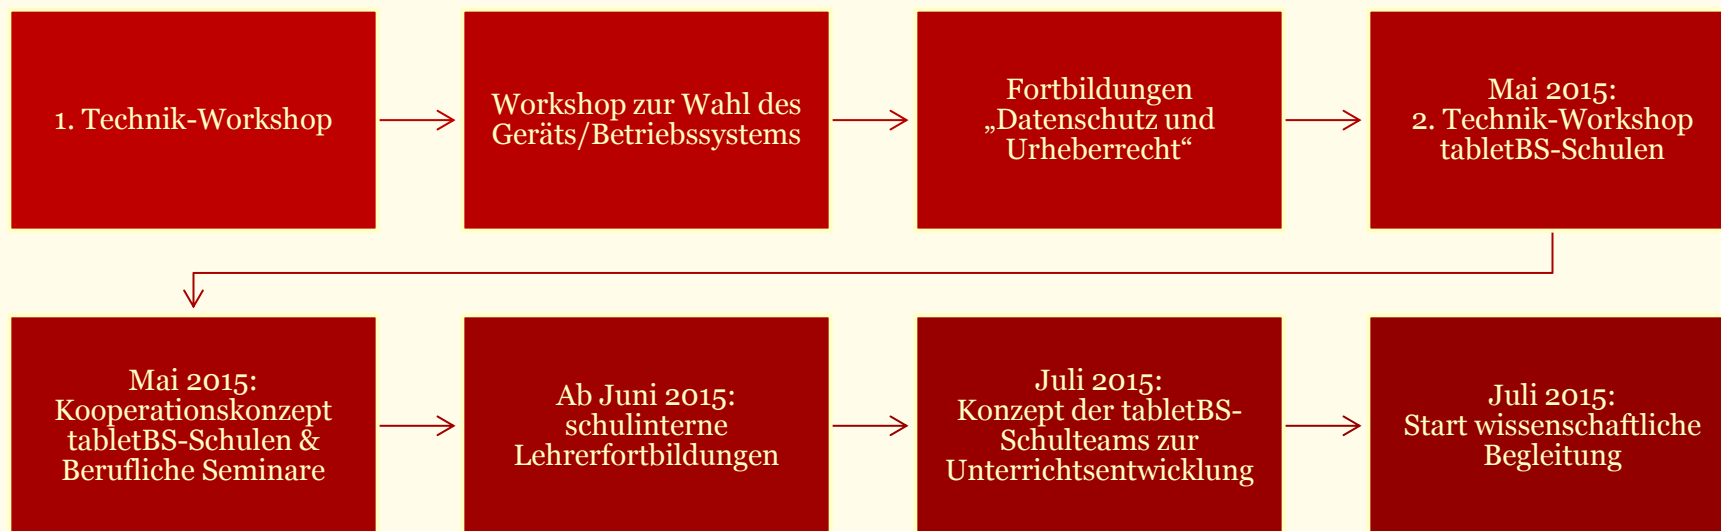 1. Technik-Workshop
Workshop zur Wahl des
Geräts/Betriebssystems
Fortbildungen
„Datenschutz und
Urheberrecht“
Mai 2015:
2. Technik-Workshop
tabletBS-Schulen
Mai 2015:
Kooperationskonzept
tabletBS-Schulen &
Berufliche Seminare
Ab Juni 2015:
schulinterne
Lehrerfortbildungen
Juli 2015:
Konzept der tabletBS-
Schulteams zur
Unterrichtsentwicklung
Juli 2015:
Start wissenschaftliche
Begleitung